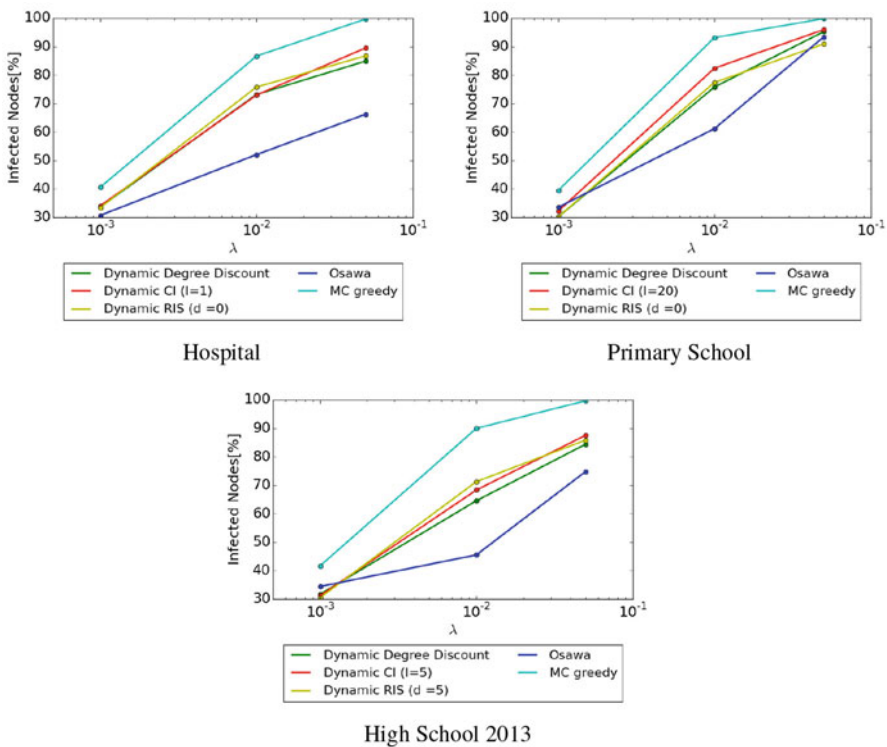 100
90
80
70
60
50
40
30
Infected Nodes[%]
10-3
10-2
10-1
λ
Dynamic Degree Discount
Dynamic CI (l=1)
Dynamic RIS (d =0)
Osawa
MC greedy
Hospital
100
90
80
70
60
50
40
30
Infected Nodes[%]
10-3
10-2
10-1
λ
Dynamic Degree Discount
Dynamic CI (l=20)
Dynamic RIS (d =0)
Osawa
MC greedy
Primary School
100
90
80
70
60
50
40
30
Infected Nodes[%]
10-3
10-2
10-1
λ
Dynamic Degree Discount
Dynamic CI (l=5)
Dynamic RIS (d =5)
Osawa
MC greedy
High School 2013